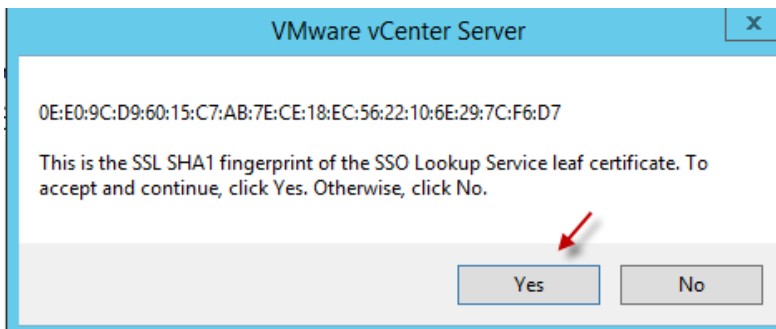 VMware vCenter Server
x
0E:E0:9C:D9:60:15:C7:AB:7E:CE:18:EC:56:22:10:6E:29:7C:F6:D7
This is the SSL SHA1 fingerprint of the SSO Lookup Service leaf certificate. To
accept and continue, click Yes. Otherwise, click No.
Yes
No